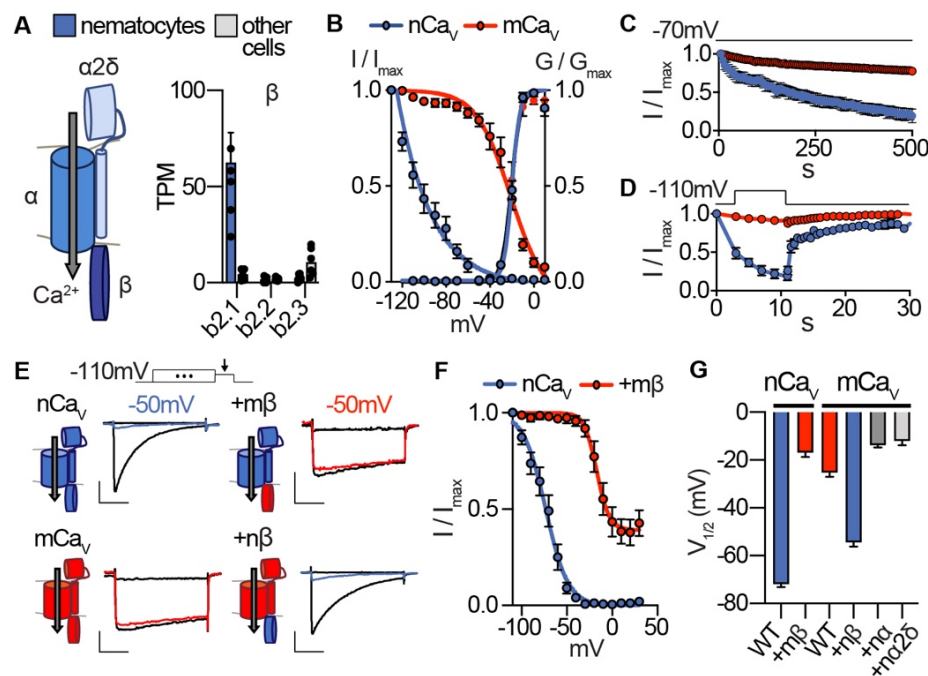 A
nematocytes
other
cells
α2δ
α
Ca2+
β
β
TPM
100
50
0
b2.1
b2.2
b2.3
B
nCaV
mCaV
I / Imax
G / Gmax
1.0
0.5
0.0
1.0
0.5
0.0
-120
-80
-40
0
mV
C
-70mV
I / Imax
1.0
0.5
0.0
0
250
500
s
D
-110mV
I / Imax
1.0
0.5
0.0
0
10
20
30
s
E
-110mV
nCaV
-50mV
+mβ
-50mV
mCaV
+nβ
F
nCaV
+mβ
I / Imax
1.0
0.5
0.0
-100
-50
0
50
mV
G
nCaV
mCaV
V1/2 (mV)
0
-20
-40
-60
-80
WT
+mβ
WT
+nβ
+nα
+nα2δ